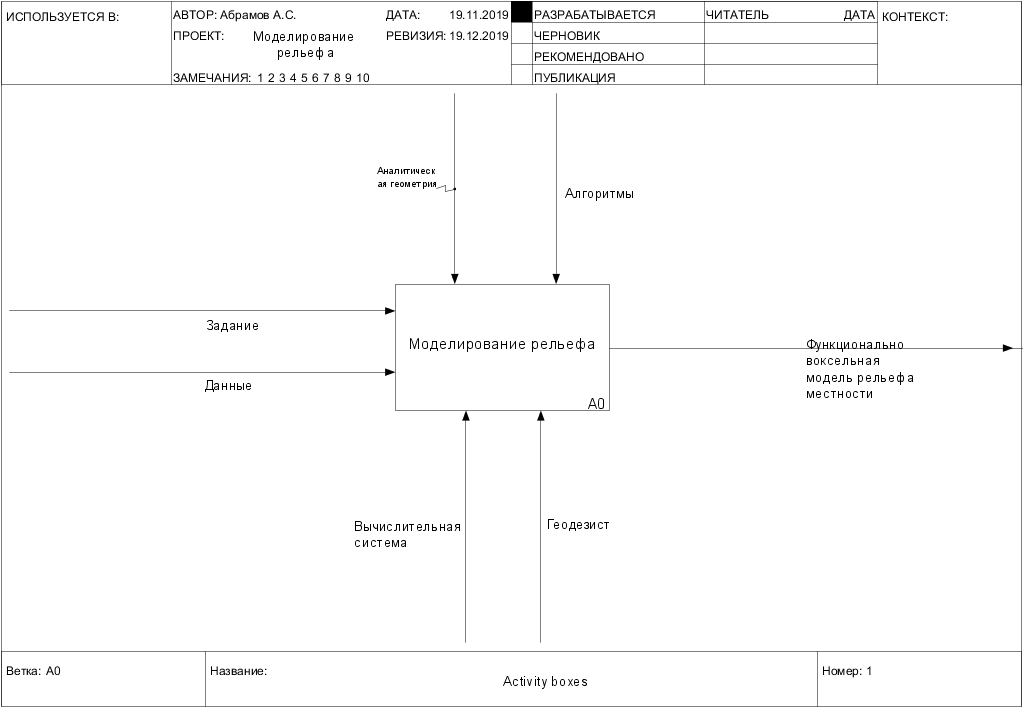 ИСПОЛЬЗУЕТСЯ В:
АВТОР: Абрамов А.С.
ДАТА: 19.11.2019
ПРОЕКТ: Моделирование
рельефа
РЕВИЗИЯ: 19.12.2019
ЗАМЕЧАНИЯ: 1 2 3 4 5 6 7 8 9 10
РАЗРАБАТЫВАЕТСЯ
ЧЕРНОВИК
РЕКОМЕНДОВАНО
ПУБЛИКАЦИЯ
ЧИТАТЕЛЬ ДАТА
КОНТЕКСТ:
Аналитическ
ая геометрия
Алгоритмы
Задание
Данные
Моделирование рельефа
A0
Функционально
воксельная
модель рельефа
местности
Вычислительная
система
Геодезист
Ветка: A0
Название:
Activity boxes
Номер: 1